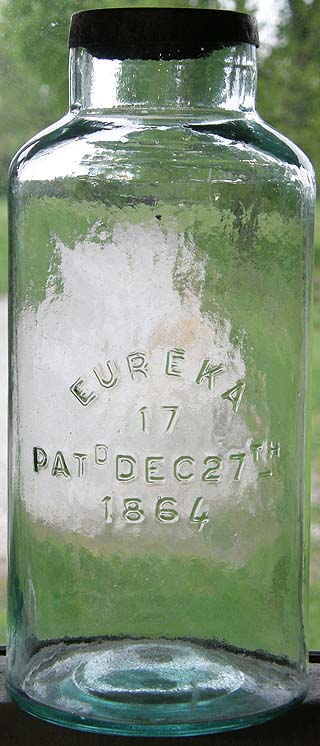 EUREKA
17
PATD DEC 27TH
1864